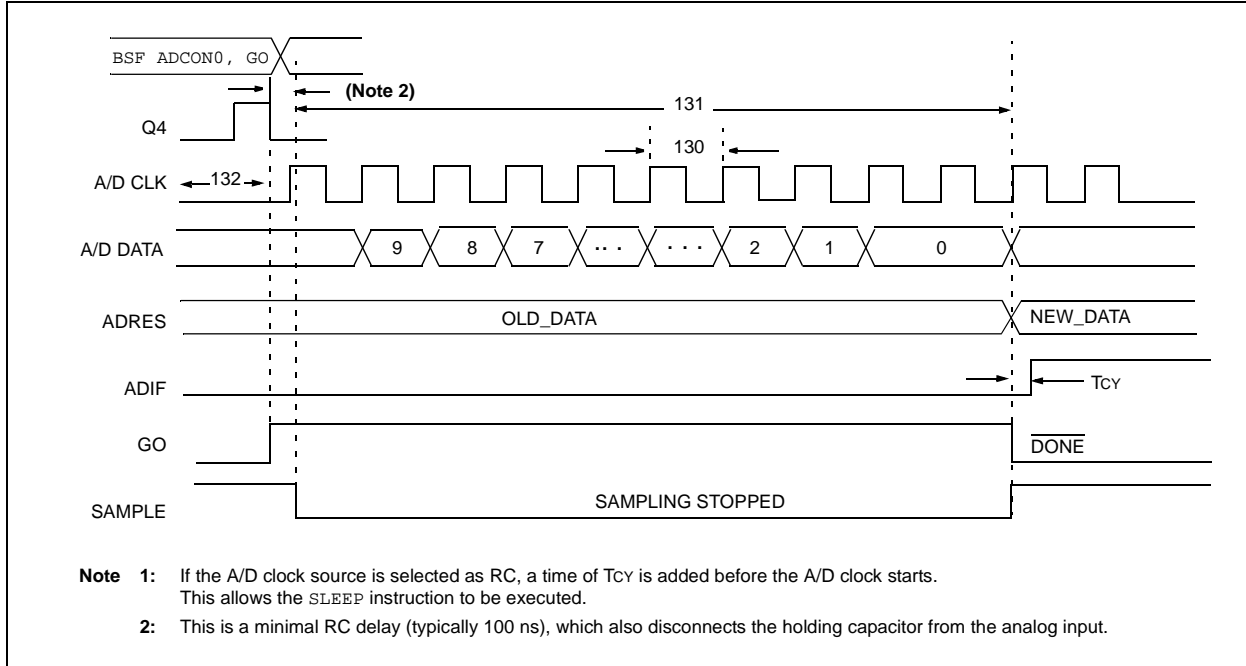 BSF ADCON0, GO
(Note 2)
131
Q4
130
A/D CLK
132
A/D DATA
9 8 7 ... ... 2 1 0
ADRES
OLD_DATA
NEW_DATA
ADIF
TCY
GO
DONE
SAMPLE
SAMPLING STOPPED
Note 1: If the A/D clock source is selected as RC, a time of TCY is added before the A/D clock starts.
This allows the SLEEP instruction to be executed.
2: This is a minimal RC delay (typically 100 ns), which also disconnects the holding capacitor from the analog input.